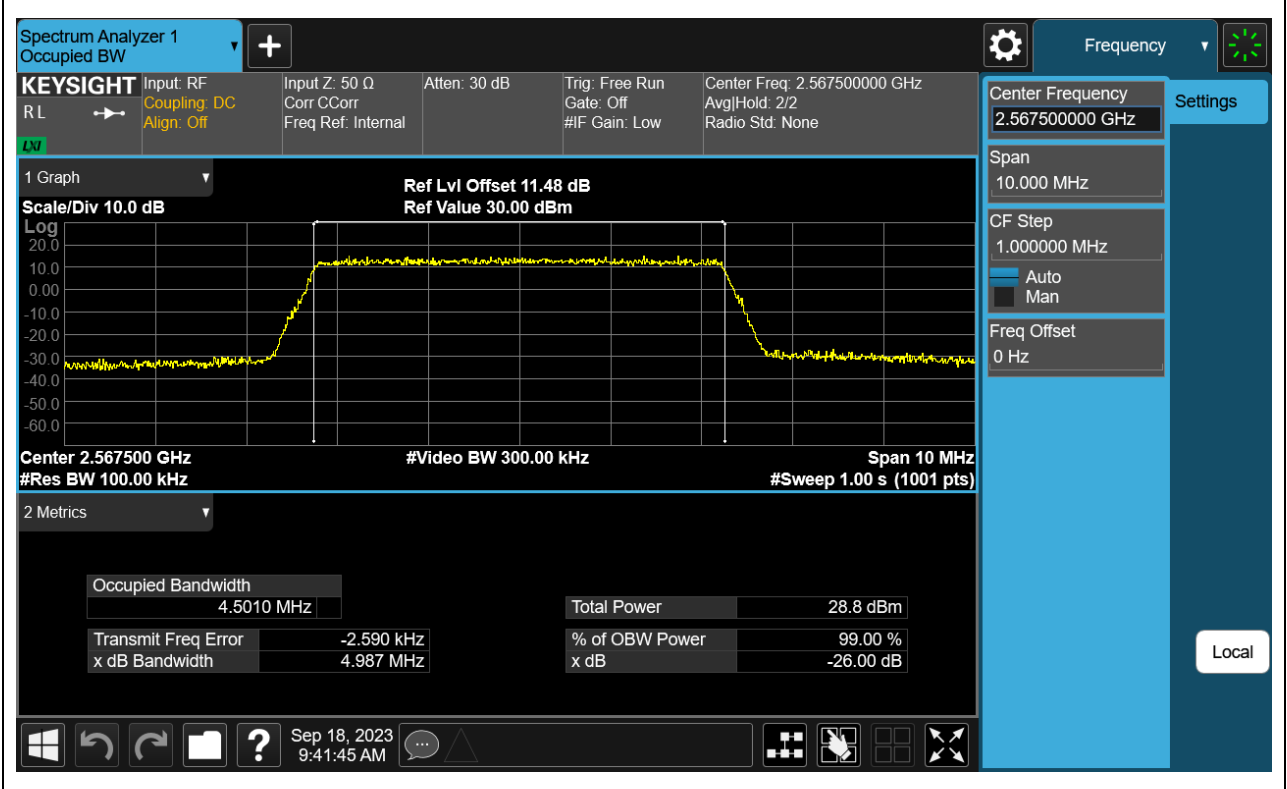 Spectrum Analyzer 1
Occupied BW
+
Frequency
KEYSIGHT
R L
LXI
Input: RF
Coupling: DC
Align: Off
Input Z: 50 Ω
Corr CCorr
Freq Ref: Internal
Atten: 30 dB
Trig: Free Run
Gate: Off
#IF Gain: Low
Center Freq: 2.567500000 GHz
Avg|Hold: 2/2
Radio Std: None
Center Frequency
2.567500000 GHz
Settings
Span
10.000 MHz
CF Step
1.000000 MHz
Auto
Man
Freq Offset
0 Hz
Local
1 Graph
Ref Lvl Offset 11.48 dB
Scale/Div 10.0 dB
Ref Value 30.00 dBm
Log
20.0
10.0
0.00
-10.0
-20.0
-30.0
-40.0
-50.0
-60.0
Center 2.567500 GHz
#Video BW 300.00 kHz
Span 10 MHz
#Res BW 100.00 kHz
#Sweep 1.00 s (1001 pts)
2 Metrics
Occupied Bandwidth
4.5010 MHz
Total Power 28.8 dBm
Transmit Freq Error -2.590 kHz
% of OBW Power 99.00 %
x dB Bandwidth 4.987 MHz
x dB -26.00 dB
?
Sep 18, 2023
9:41:45 AM